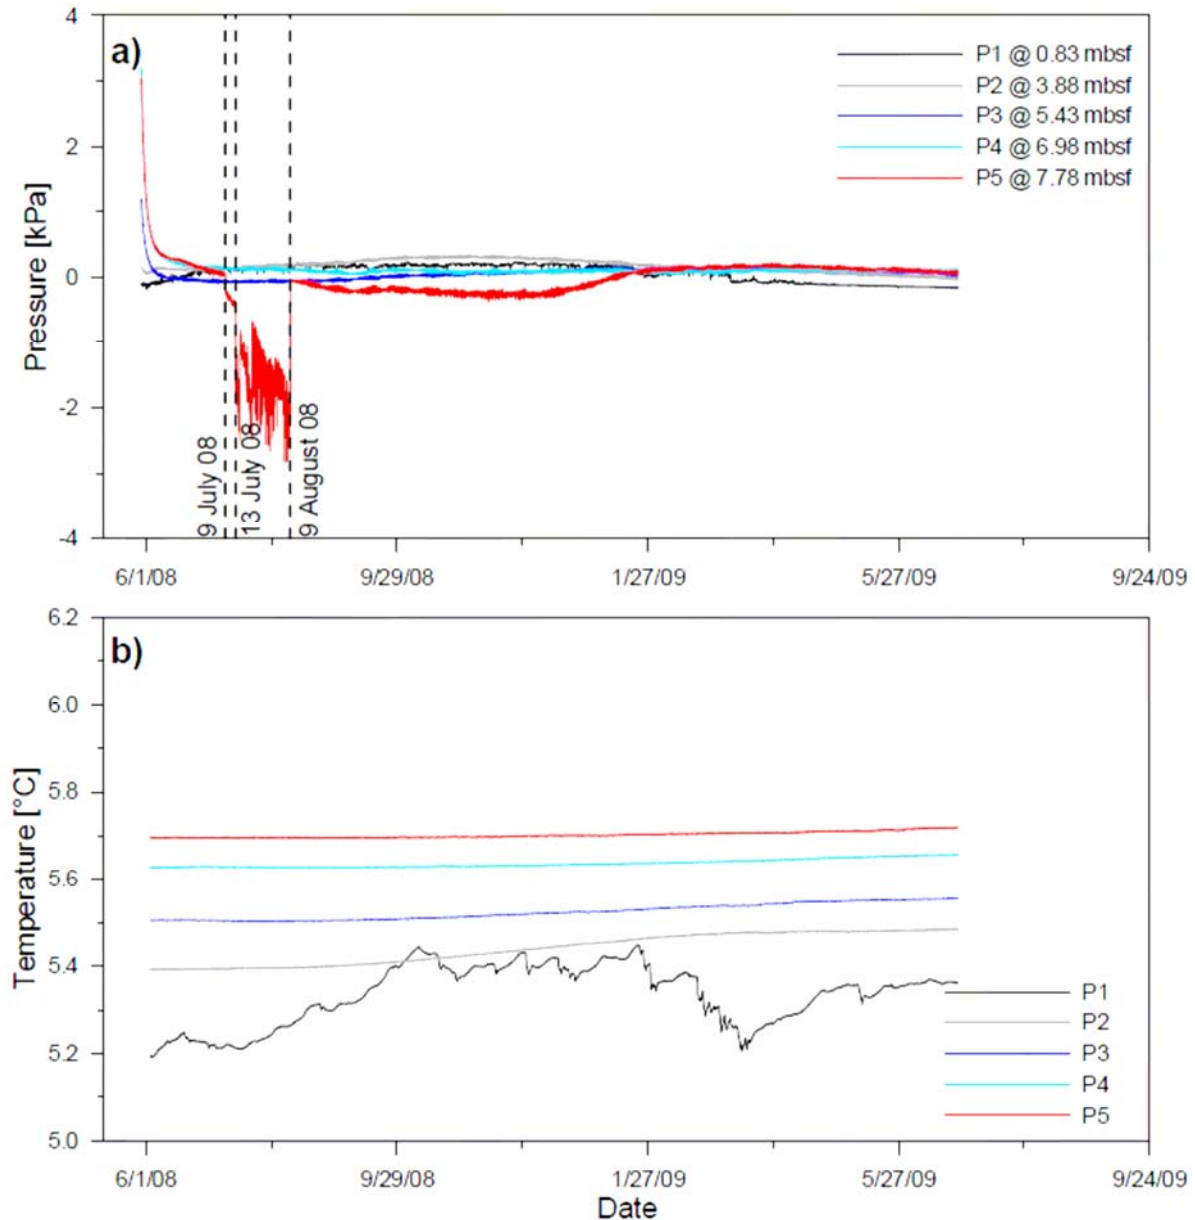 a)
4
2
0
-2
-4
Pressure [kPa]
P1 @ 0.83 mbsf
P2 @ 3.88 mbsf
P3 @ 5.43 mbsf
P4 @ 6.98 mbsf
P5 @ 7.78 mbsf
9 July 08
13 July 08
9 August 08
6/1/08 9/29/08 1/27/09 5/27/09 9/24/09
b)
6.2
6.0
5.8
5.6
5.4
5.2
5.0
Temperature [°C]
P1
P2
P3
P4
P5
6/1/08 9/29/08 1/27/09 5/27/09 9/24/09
Date